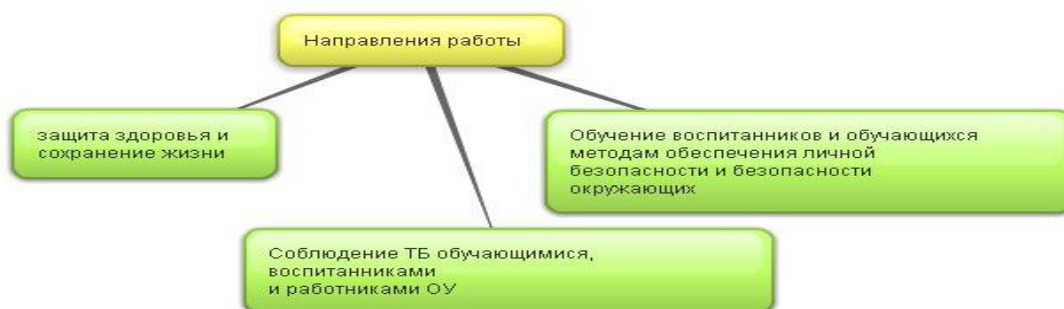 Направления работы
защита здоровья и
сохранение жизни
Обучение воспитанников и обучающихся
методам обеспечения личной
безопасности и безопасности
окружающих
Соблюдение ТБ обучающимися,
воспитанниками
и работниками ОУ